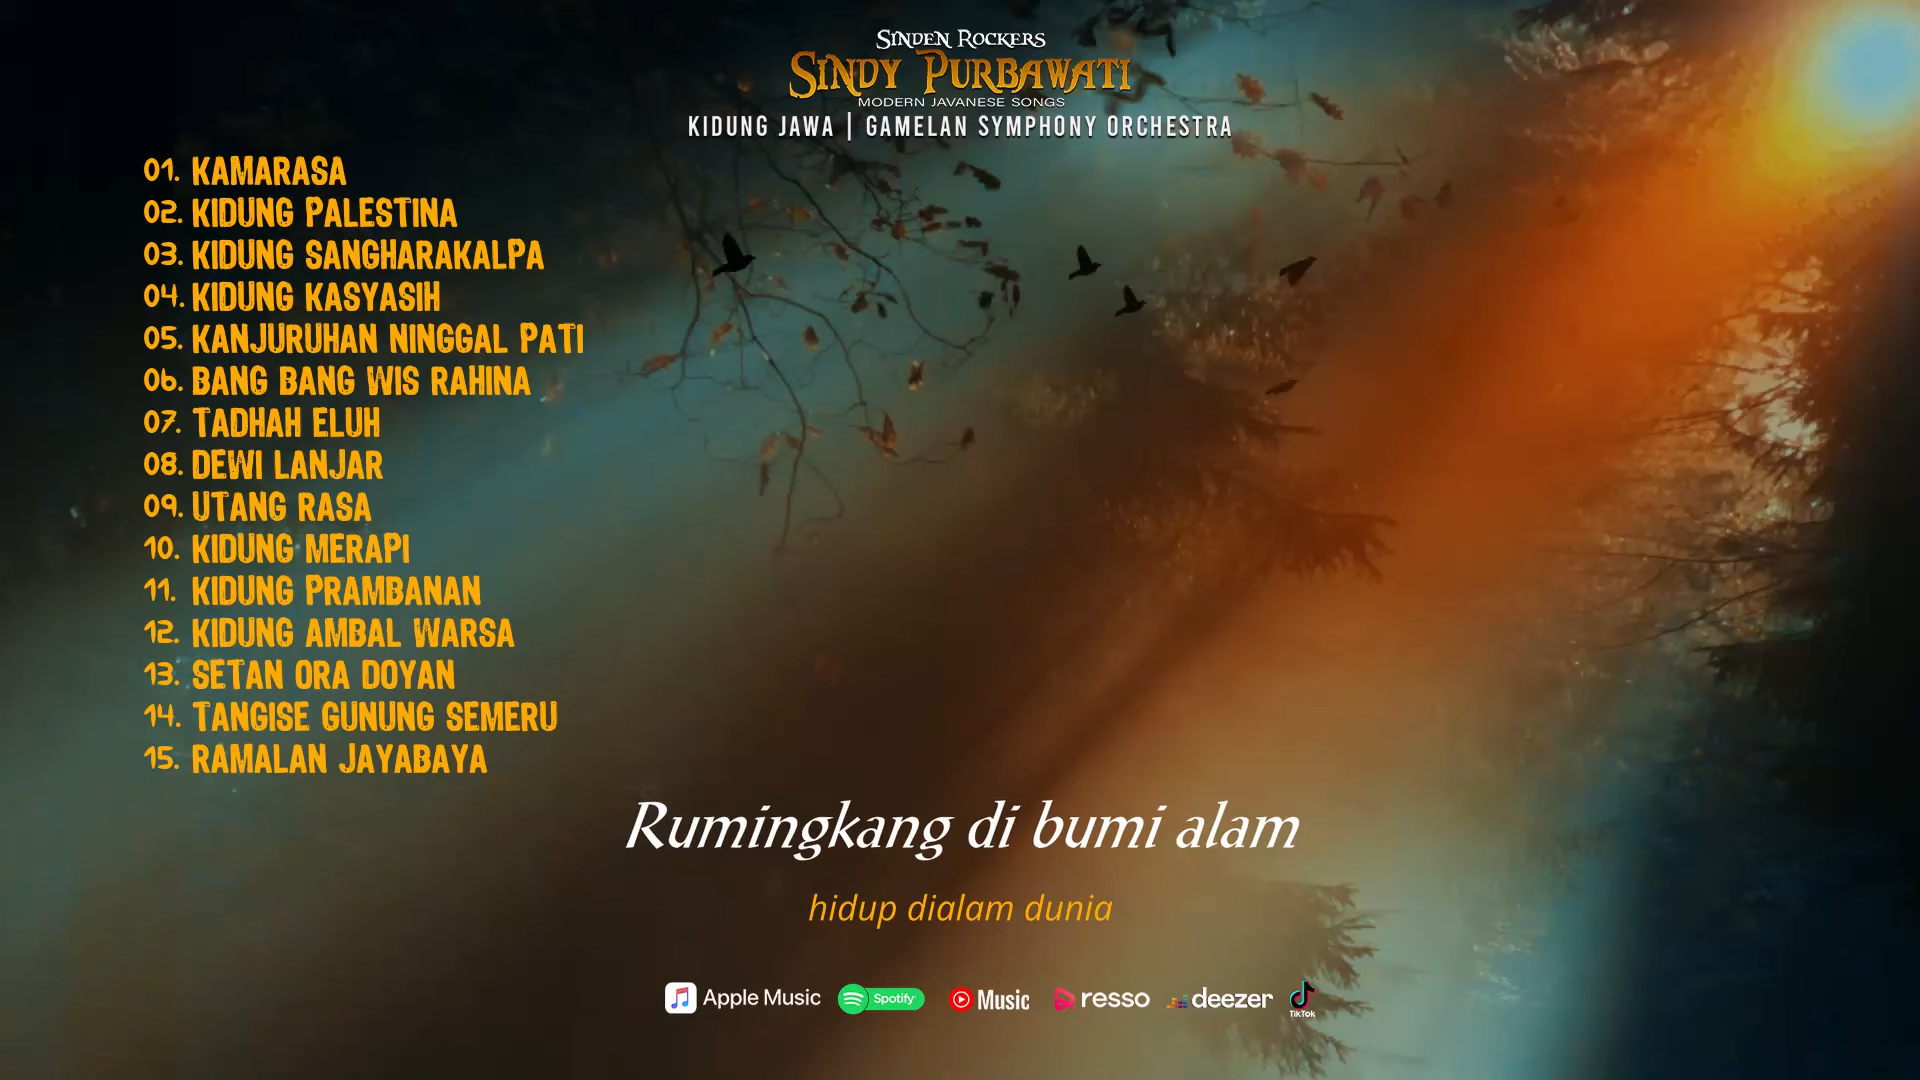 SINDEN ROCKERS
SINDY PURBAWATI
MODERN JAVANESE SONGS
KIDUNG JAWA | GAMELAN SYMPHONY ORCHESTRA
01. KAMARASA
02. KIDUNG PALESTINA
03. KIDUNG SANGHARAKALPA
04. KIDUNG KASYASIH
05. KANJURUHAN NINGGAL PATI
06. BANG BANG WIS RAHINA
07. TADHAH ELUH
08. DEWI LANJAR
09. UTANG RASA
10. KIDUNG MERAPI
11. KIDUNG PRAMBANAN
12. KIDUNG AMBAL WARSA
13. SETAN ORA DOYAN
14. TANGISE GUNUNG SEMERU
15. RAMALAN JAYABAYA
Rumingkang di bumi alam
hidup dialam dunia
Apple Music Spotify Music resso deezer TikTok